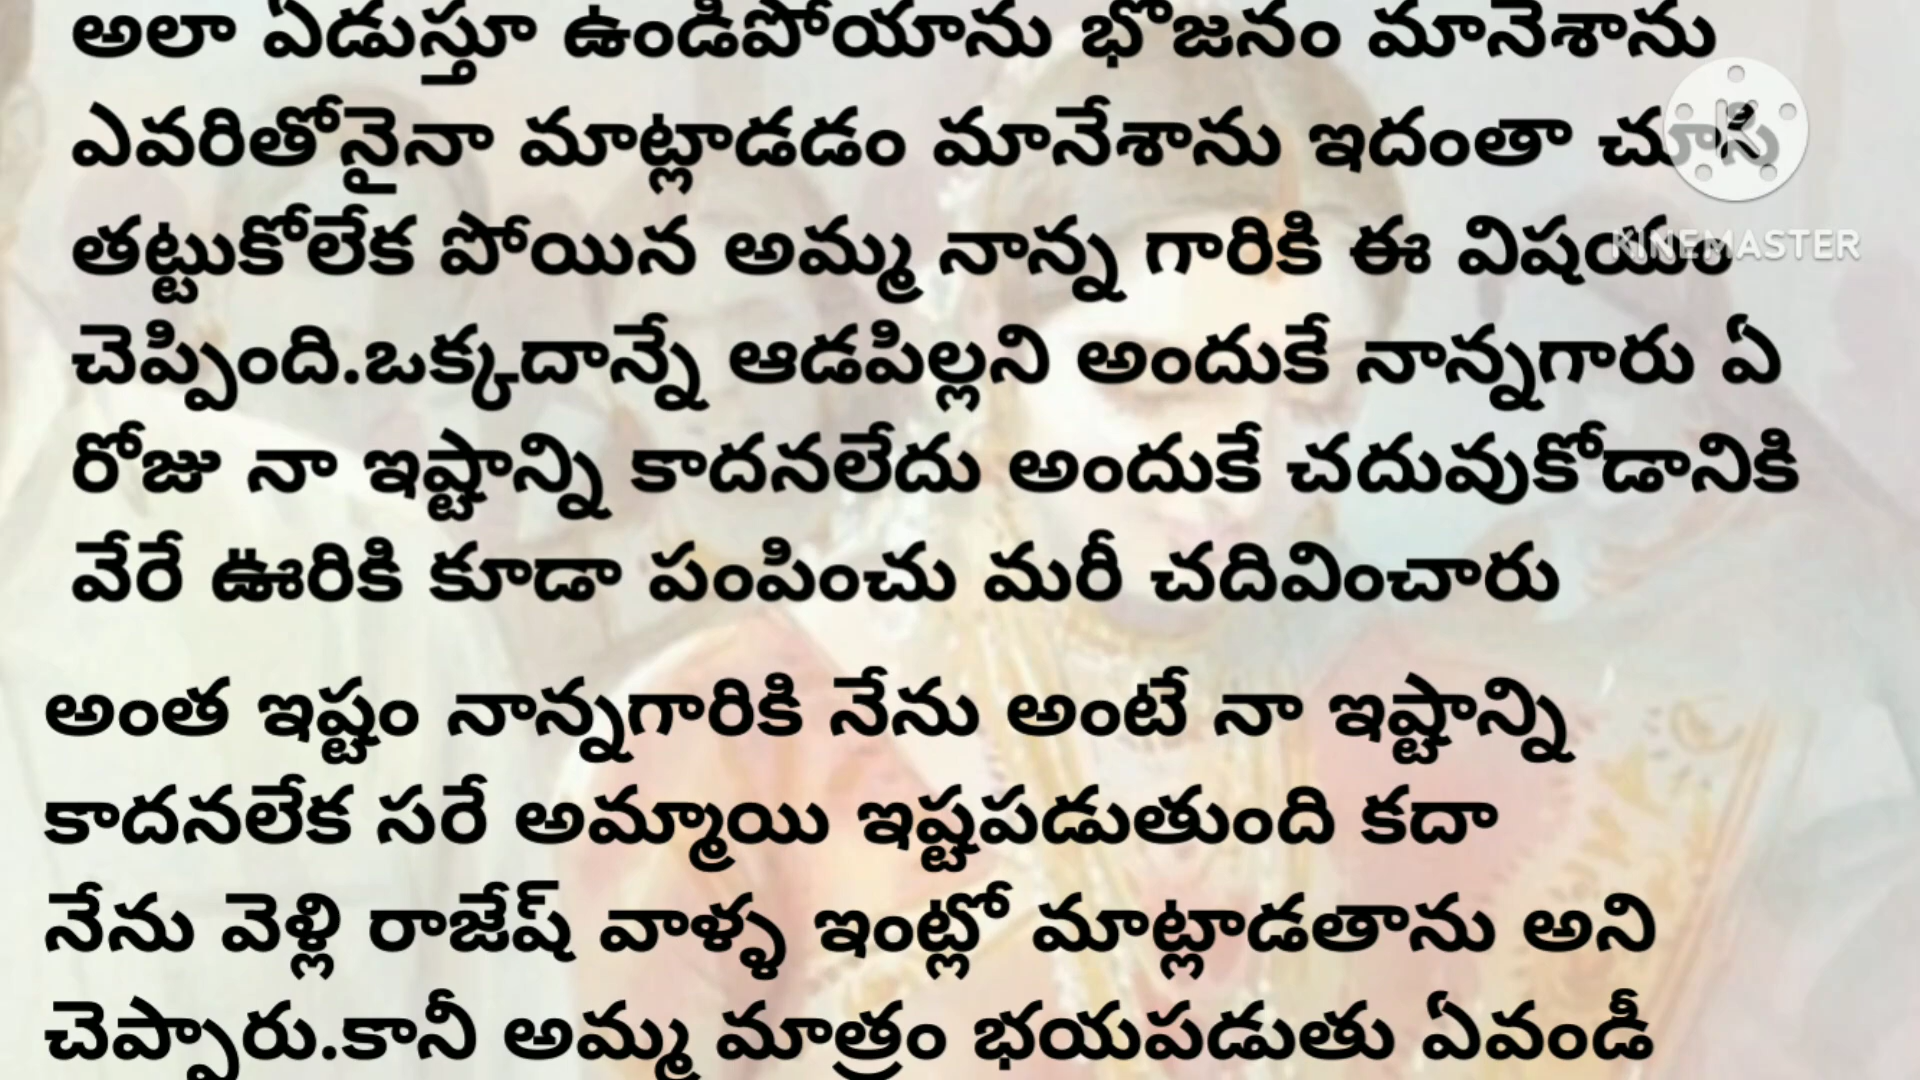 అలా ఏడుస్తూ ఉండిపోయాను భోజనం మానేశాను
ఎవరితోనైనా మాట్లాడడం మానేశాను ఇదంతా చూసి
తట్టుకోలేక పోయిన అమ్మ నాన్న గారికి ఈ విషయం
KINEMASTER
చెప్పింది.ఒక్కదాన్నే ఆడపిల్లని అందుకే నాన్నగారు ఏ
రోజు నా ఇష్టాన్ని కాదనలేదు అందుకే చదువుకోడానికి
వేరే ఊరికి కూడా పంపించు మరీ చదివించారు
అంత ఇష్టం నాన్నగారికి నేను అంటే నా ఇష్టాన్ని
కాదనలేక సరే అమ్మాయి ఇష్టపడుతుంది కదా
నేను వెళ్లి రాజేష్ వాళ్ళ ఇంట్లో మాట్లాడతాను అని
చెప్పారు.కానీ అమ్మ మాత్రం భయపడుతు ఏవండీ